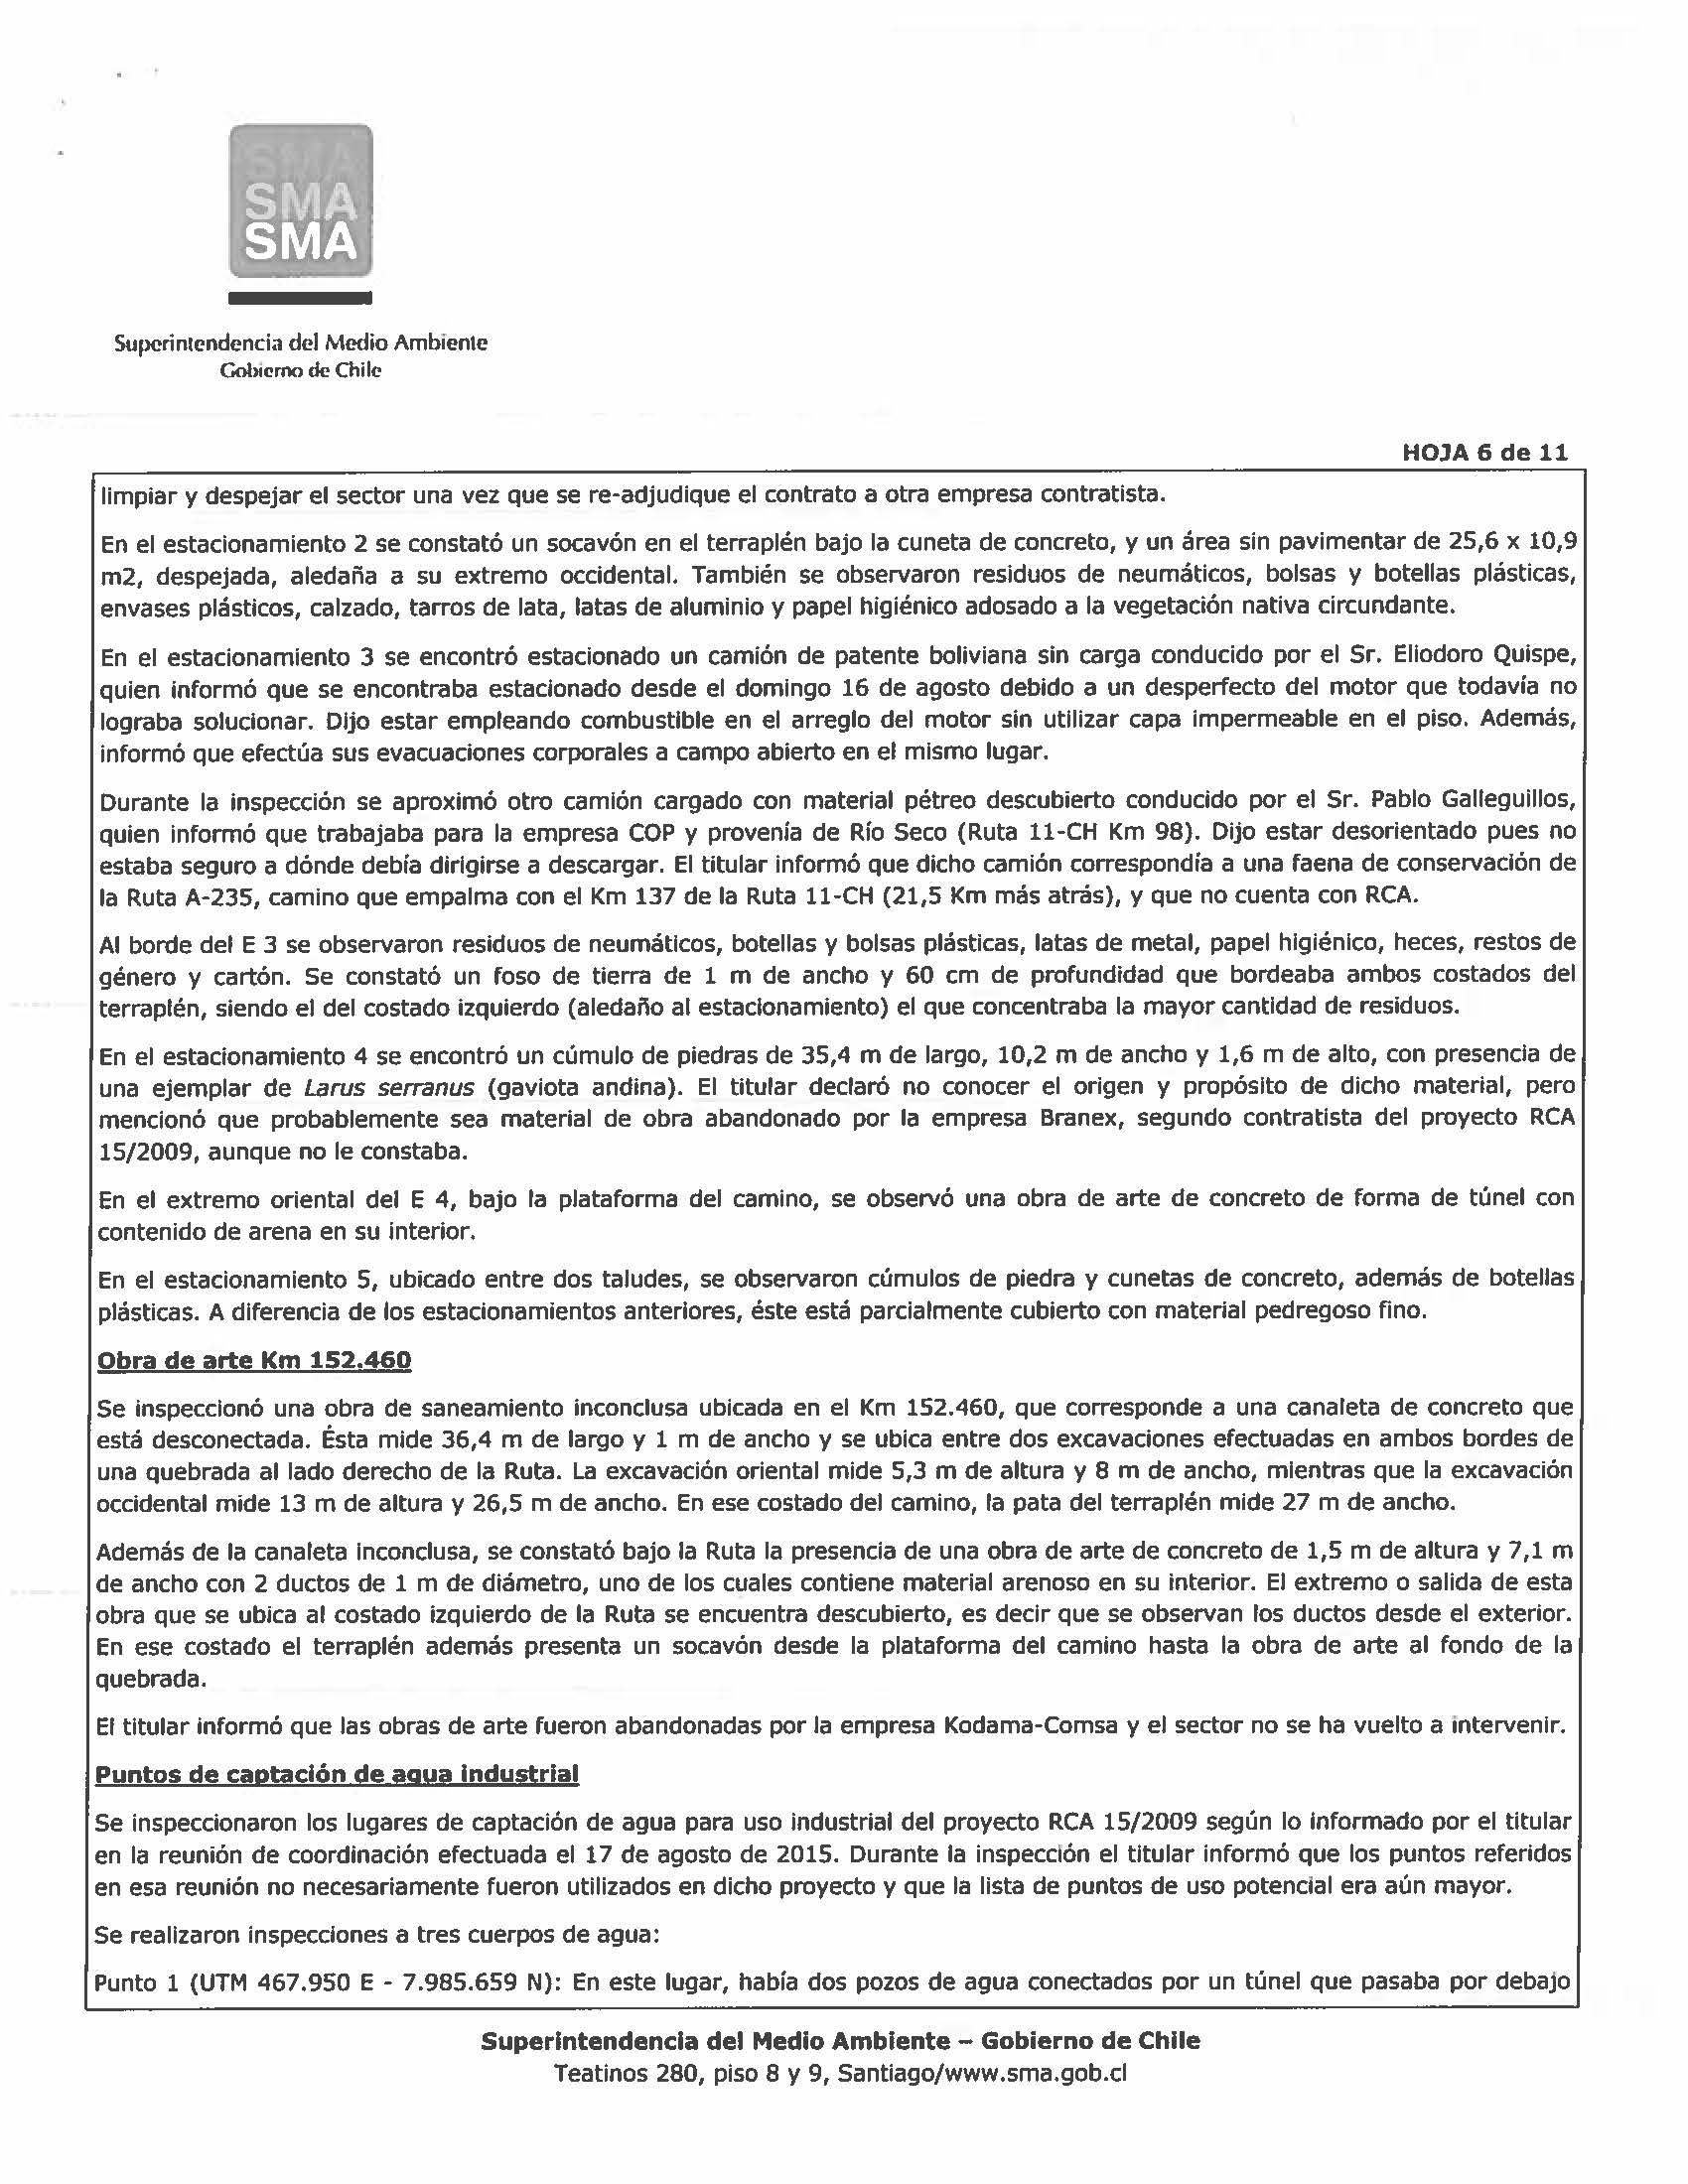 SMA
SMA
SMA
Superintendencia del Medio Ambiente
Gobierno de Chile
HOJA 6 de 11
limpiar y despejar el sector una vez que se re-adjudique el contrato a otra empresa contratista.
En el estacionamiento 2 se constató un socavón en el terraplén bajo la cuneta de concreto, y un área sin pavimentar de 25,6 x 10,9
m2, despejada, aledaña a su extremo occidental. También se observaron residuos de neumáticos, bolsas y botellas plásticas,
envases plásticos, calzado, tarros de lata, latas de aluminio y papel higiénico adosado a la vegetación nativa circundante.
En el estacionamiento 3 se encontró estacionado un camión de patente boliviana sin carga conducido por el Sr. Eliodoro Quispe,
quien informó que se encontraba estacionado desde el domingo 16 de agosto debido a un desperfecto del motor que todavía no
lograba solucionar. Dijo estar empleando combustible en el arreglo del motor sin utilizar capa impermeable en el piso. Además,
informó que efectúa sus evacuaciones corporales a campo abierto en el mismo lugar.
Durante la inspección se aproximó otro camión cargado con material pétreo descubierto conducido por el Sr. Pablo Galleguillos,
quien informó que trabajaba para la empresa COP y provenía de Río Seco (Ruta 11-CH Km 98). Dijo estar desorientado pues no
estaba seguro a dónde debía dirigirse a descargar. El titular informó que dicho camión correspondía a una faena de conservación de
la Ruta A-235, camino que empalma con el Km 137 de la Ruta 11-CH (21,5 Km más atrás), y que no cuenta con RCA.
Al borde del E 3 se observaron residuos de neumáticos, botellas y bolsas plásticas, latas de metal, papel higiénico, heces, restos de
género y cartón. Se constató un foso de tierra de 1 m de ancho y 60 cm de profundidad que bordeaba ambos costados del
terraplén, siendo el del costado izquierdo (aledaño al estacionamiento) el que concentraba la mayor cantidad de residuos.
En el estacionamiento 4 se encontró un cúmulo de piedras de 35,4 m de largo, 10,2 m de ancho y 1,6 m de alto, con presencia de
una ejemplar de Larus serranus (gaviota andina). El titular declaró no conocer el origen y propósito de dicho material, pero
mencionó que probablemente sea material de obra abandonado por la empresa Branex, segundo contratista del proyecto RCA
15/2009, aunque no le constaba.
En el extremo oriental del E 4, bajo la plataforma del camino, se observó una obra de arte de concreto de forma de túnel con
contenido de arena en su interior.
En el estacionamiento 5, ubicado entre dos taludes, se observaron cúmulos de piedra y cunetas de concreto, además de botellas
plásticas. A diferencia de los estacionamientos anteriores, éste está parcialmente cubierto con material pedregoso fino.
Obra de arte Km 152.460
Se inspeccionó una obra de saneamiento inconclusa ubicada en el Km 152.460, que corresponde a una canaleta de concreto que
está desconectada. Ésta mide 36,4 m de largo y 1 m de ancho y se ubica entre dos excavaciones efectuadas en ambos bordes de
una quebrada al lado derecho de la Ruta. La excavación oriental mide 5,3 m de altura y 8 m de ancho, mientras que la excavación
occidental mide 13 m de altura y 26,5 m de ancho. En ese costado del camino, la pata del terraplén mide 27 m de ancho.
Además de la canaleta inconclusa, se constató bajo la Ruta la presencia de una obra de arte de concreto de 1,5 m de altura y 7,1 m
de ancho con 2 ductos de 1 m de diámetro, uno de los cuales contiene material arenoso en su interior. El extremo o salida de esta
obra que se ubica al costado izquierdo de la Ruta se encuentra descubierto, es decir que se observan los ductos desde el exterior.
En ese costado el terraplén además presenta un socavón desde la plataforma del camino hasta la obra de arte al fondo de la
quebrada.
El titular informó que las obras de arte fueron abandonadas por la empresa Kodama-Comsa y el sector no se ha vuelto a intervenir.
Puntos de captación de agua industrial
Se inspeccionaron los lugares de captación de agua para uso industrial del proyecto RCA 15/2009 según lo informado por el titular
en la reunión de coordinación efectuada el 17 de agosto de 2015. Durante la inspección el titular informó que los puntos referidos
en esa reunión no necesariamente fueron utilizados en dicho proyecto y que la lista de puntos de uso potencial era aún mayor.
Se realizaron inspecciones a tres cuerpos de agua:
Punto 1 (UTM 467.950 E - 7.985.659 N): En este lugar, había dos pozos de agua conectados por un túnel que pasaba por debajo
Superintendencia del Medio Ambiente – Gobierno de Chile
Teatinos 280, piso 8 y 9, Santiago/www.sma.gob.cl